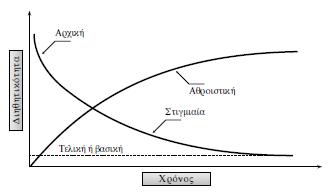 Αρχική
Διηθητικότητα
Αθροιστική
Στιγμιαία
Τελική ή βασική
Χρόνος